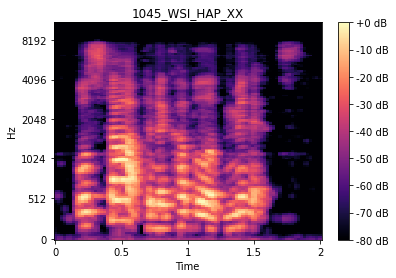 1045_WSI_HAP_XX
8192
4096
2048
1024
512
0
Hz
0
0.5
1
1.5
2
Time
+0 dB
-10 dB
-20 dB
-30 dB
-40 dB
-50 dB
-60 dB
-70 dB
-80 dB